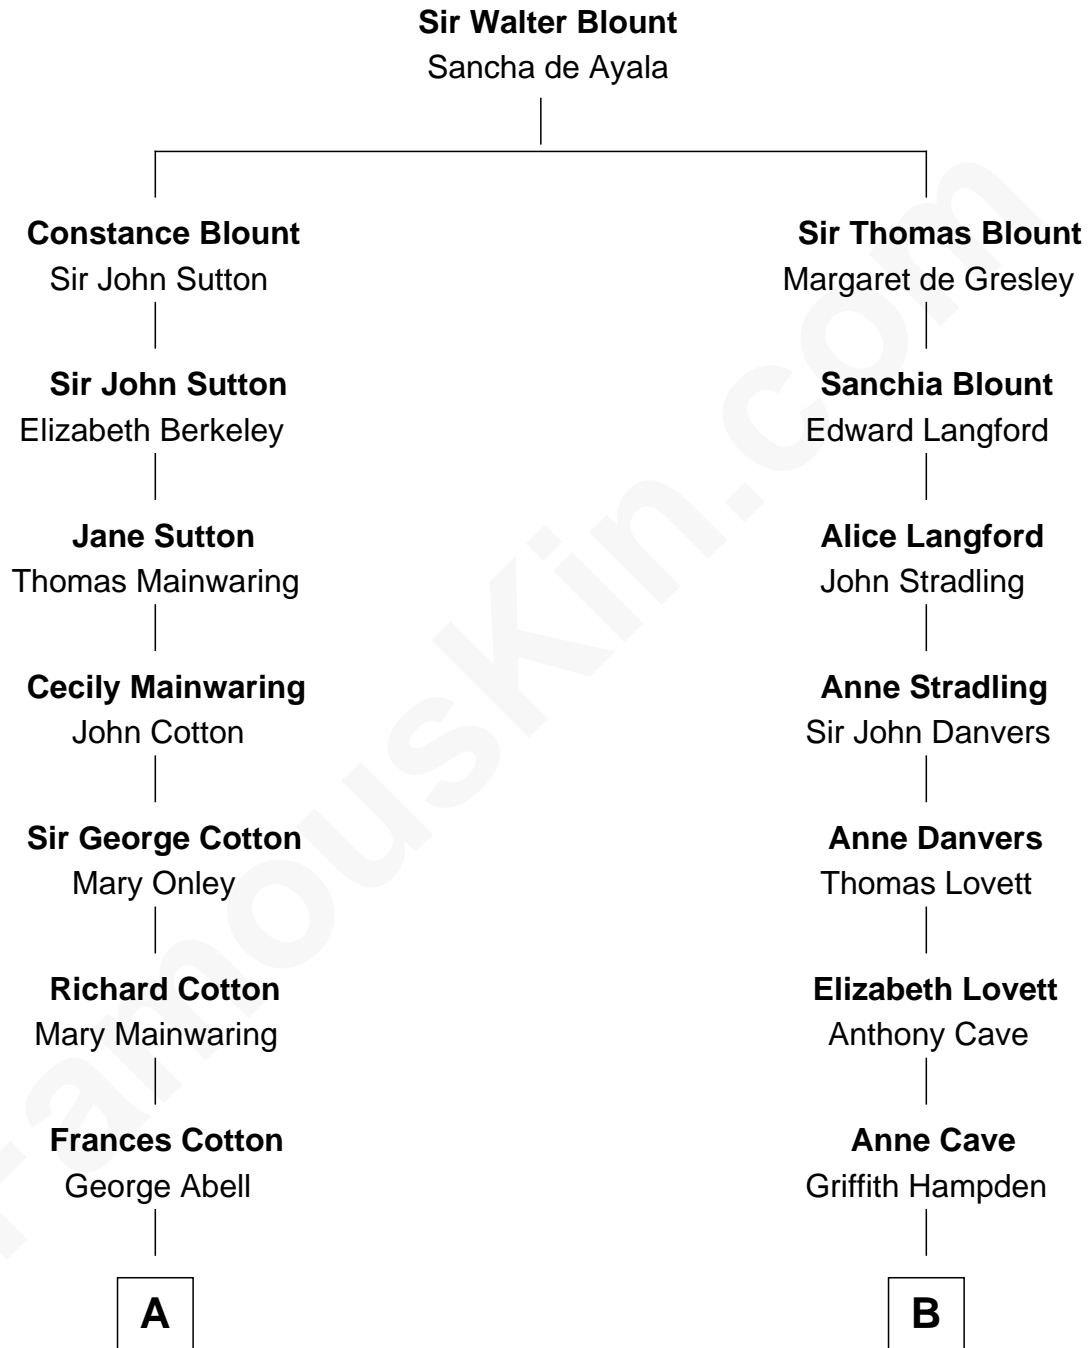 Sir Walter Blount
Sancha de Ayala
Constance Blount
Sir John Sutton
Sir Thomas Blount
Margaret de Gresley
Sir John Sutton
Elizabeth Berkeley
Sanchia Blount
Edward Langford
Jane Sutton
Thomas Mainwaring
Alice Langford
John Stradling
Cecily Mainwaring
John Cotton
Anne Stradling
Sir John Danvers
Sir George Cotton
Mary Onley
Anne Danvers
Thomas Lovett
Richard Cotton
Mary Mainwaring
Elizabeth Lovett
Anthony Cave
Frances Cotton
George Abell
Anne Cave
Griffith Hampden
A
B
FamousKin.com